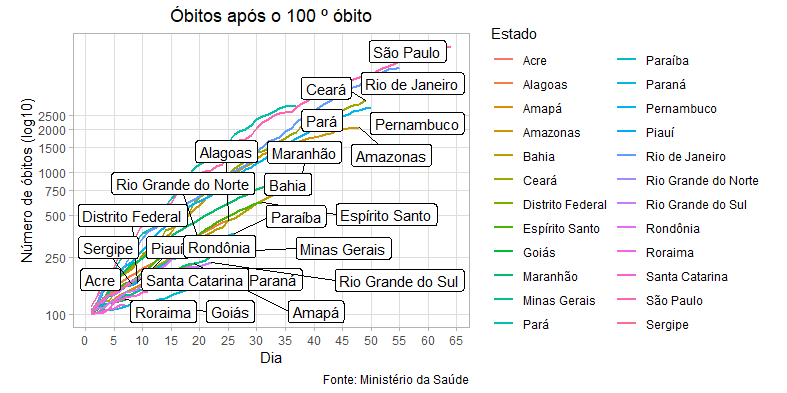 Óbitos após o 100 º óbito
Número de óbitos (log10)
2500
2000
1500
1000
750
500
250
100
São Paulo
Rio de Janeiro
Ceará
Pará
Pernambuco
Alagoas
Maranhão
Amazonas
Rio Grande do Norte
Bahia
Distrito Federal
Paraíba
Espírito Santo
Sergipe
Piauí
Rondônia
Minas Gerais
Acre
Santa Catarina
Paraná
Rio Grande do Sul
Roraima
Goiás
Amapá
0 5 10 15 20 25 30 35 40 45 50 55 60 65
Dia
Fonte: Ministério da Saúde
Estado
Acre
Alagoas
Amapá
Amazonas
Bahia
Ceará
Distrito Federal
Espírito Santo
Goiás
Maranhão
Minas Gerais
Pará
Paraíba
Paraná
Pernambuco
Piauí
Rio de Janeiro
Rio Grande do Norte
Rio Grande do Sul
Rondônia
Roraima
Santa Catarina
São Paulo
Sergipe